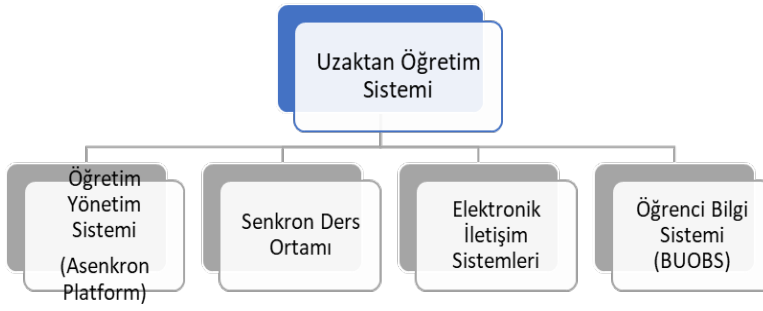 Uzaktan Öğretim
Sistemi
Öğretim
Yönetim
Sistemi
(Asenkron
Platform)
Senkron Ders
Ortamı
Elektronik
İletişim
Sistemleri
Öğrenci Bilgi
Sistemi
(BUOBS)